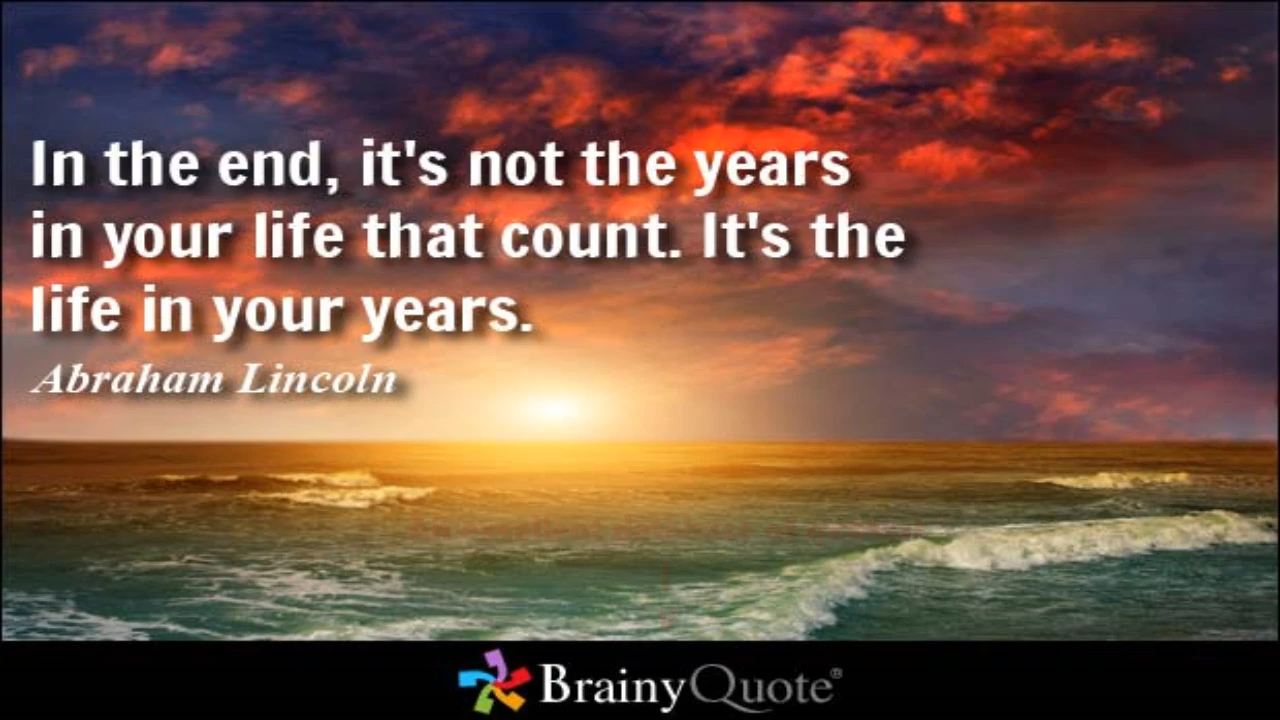 In the end, it's not the years
in your life that count. It's the
life in your years.
Abraham Lincoln
BrainyQuote®